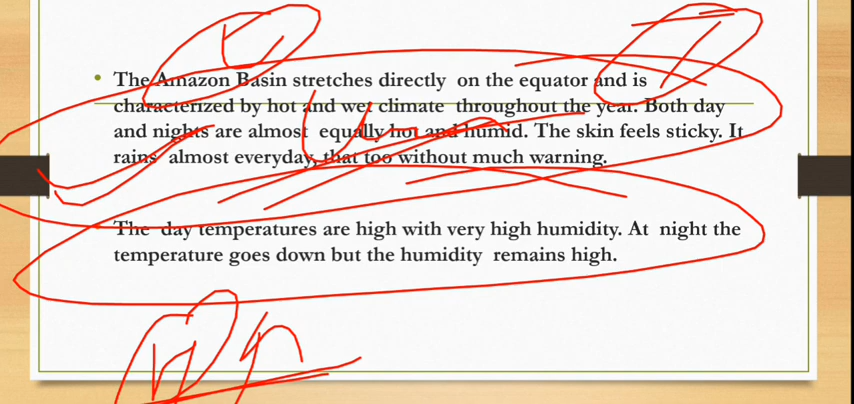 The Amazon Basin stretches directly on the equator and is
characterized by hot and wet climate throughout the year. Both day
and nights are almost equally hot and humid. The skin feels sticky. It
rains almost everyday, that too without much warning.
The day temperatures are high with very high humidity. At night the
temperature goes down but the humidity remains high.